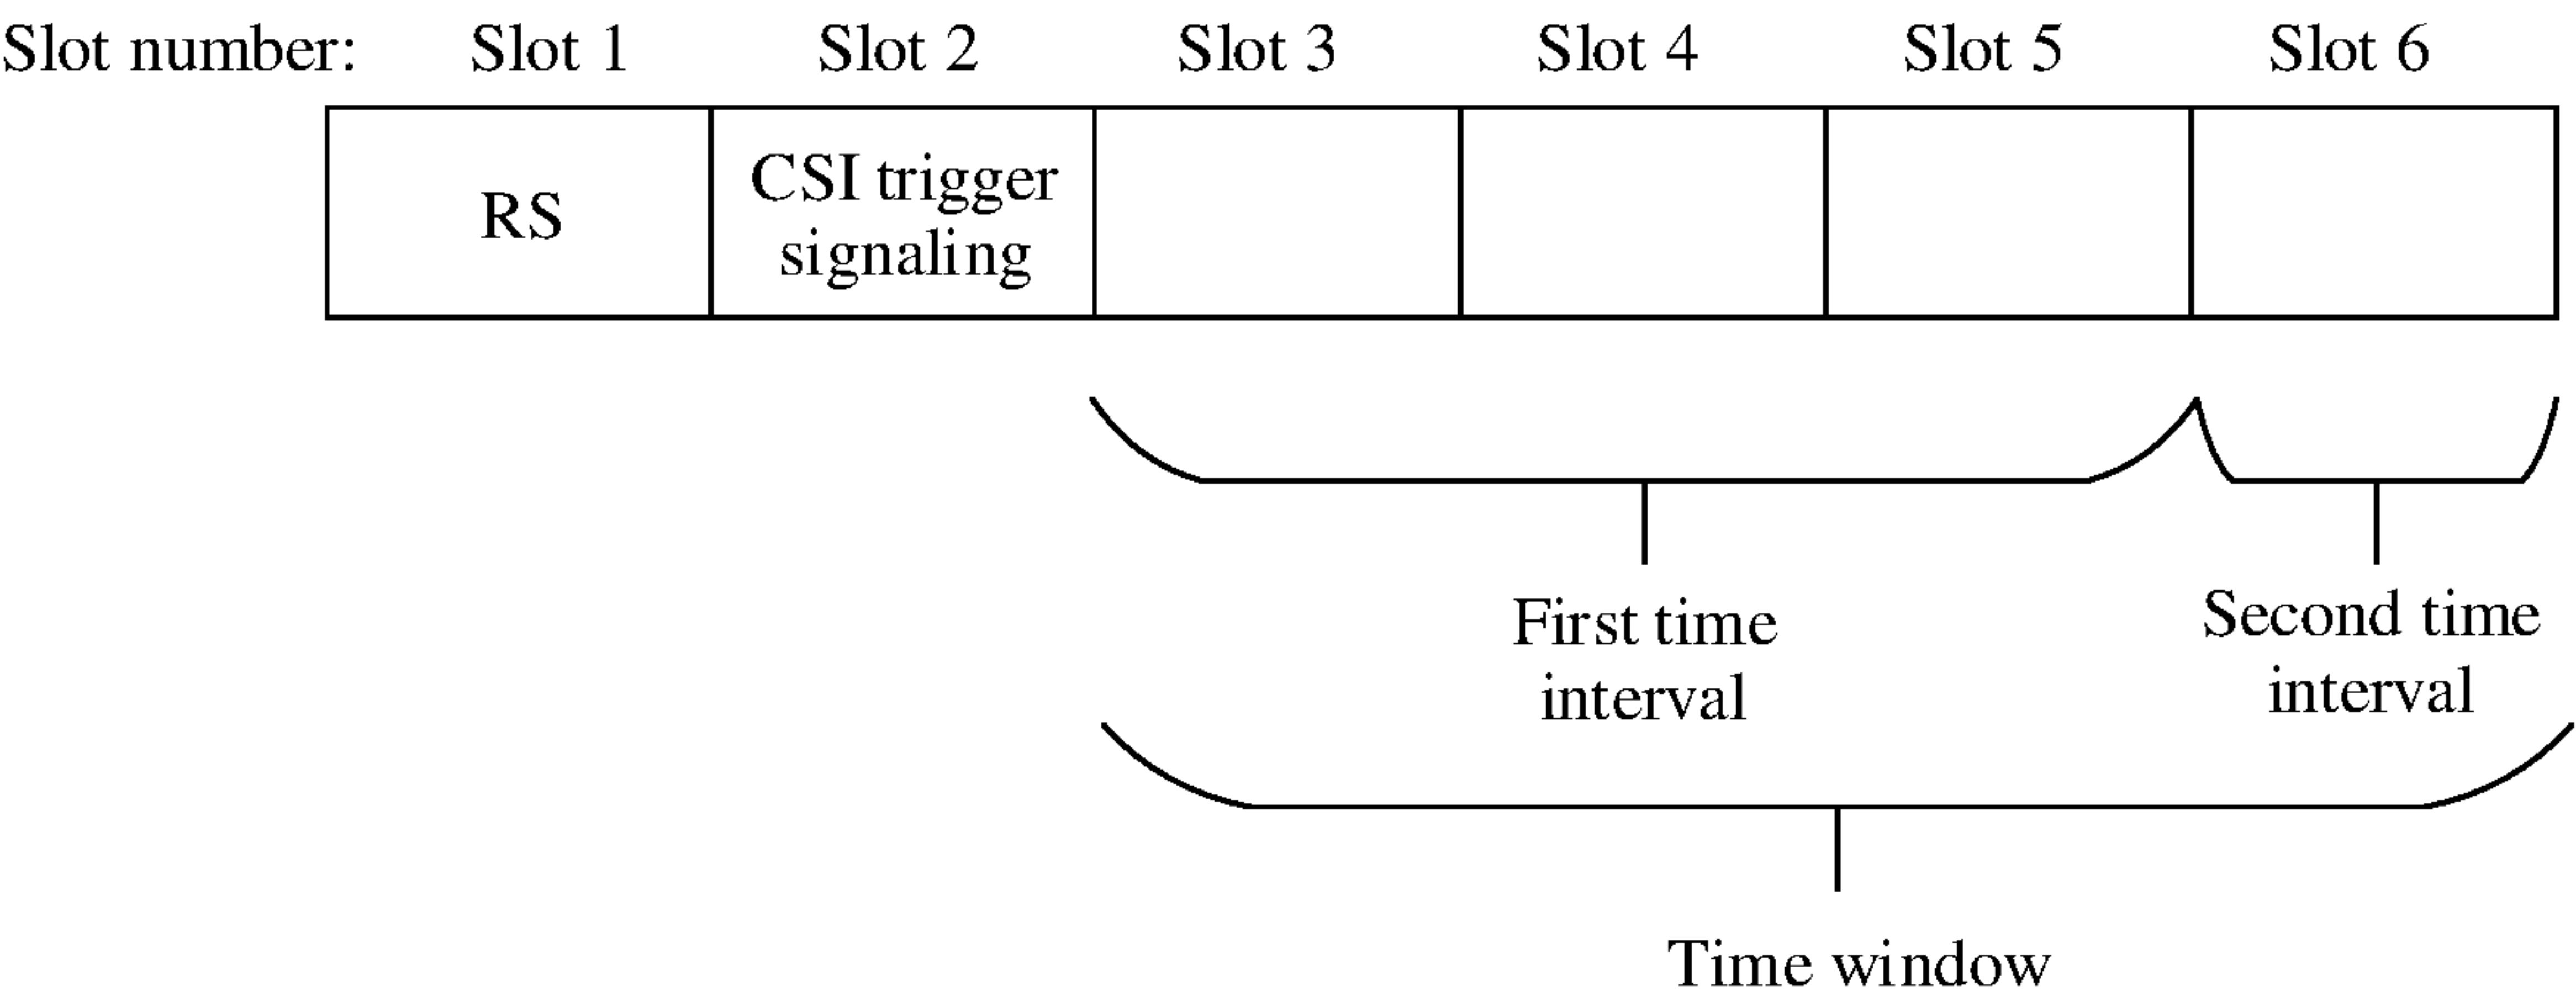 Slot number: Slot 1 Slot 2 Slot 3 Slot 4 Slot 5 Slot 6
RS
CSI trigger
signaling
First time
interval
Second time
interval
Time window